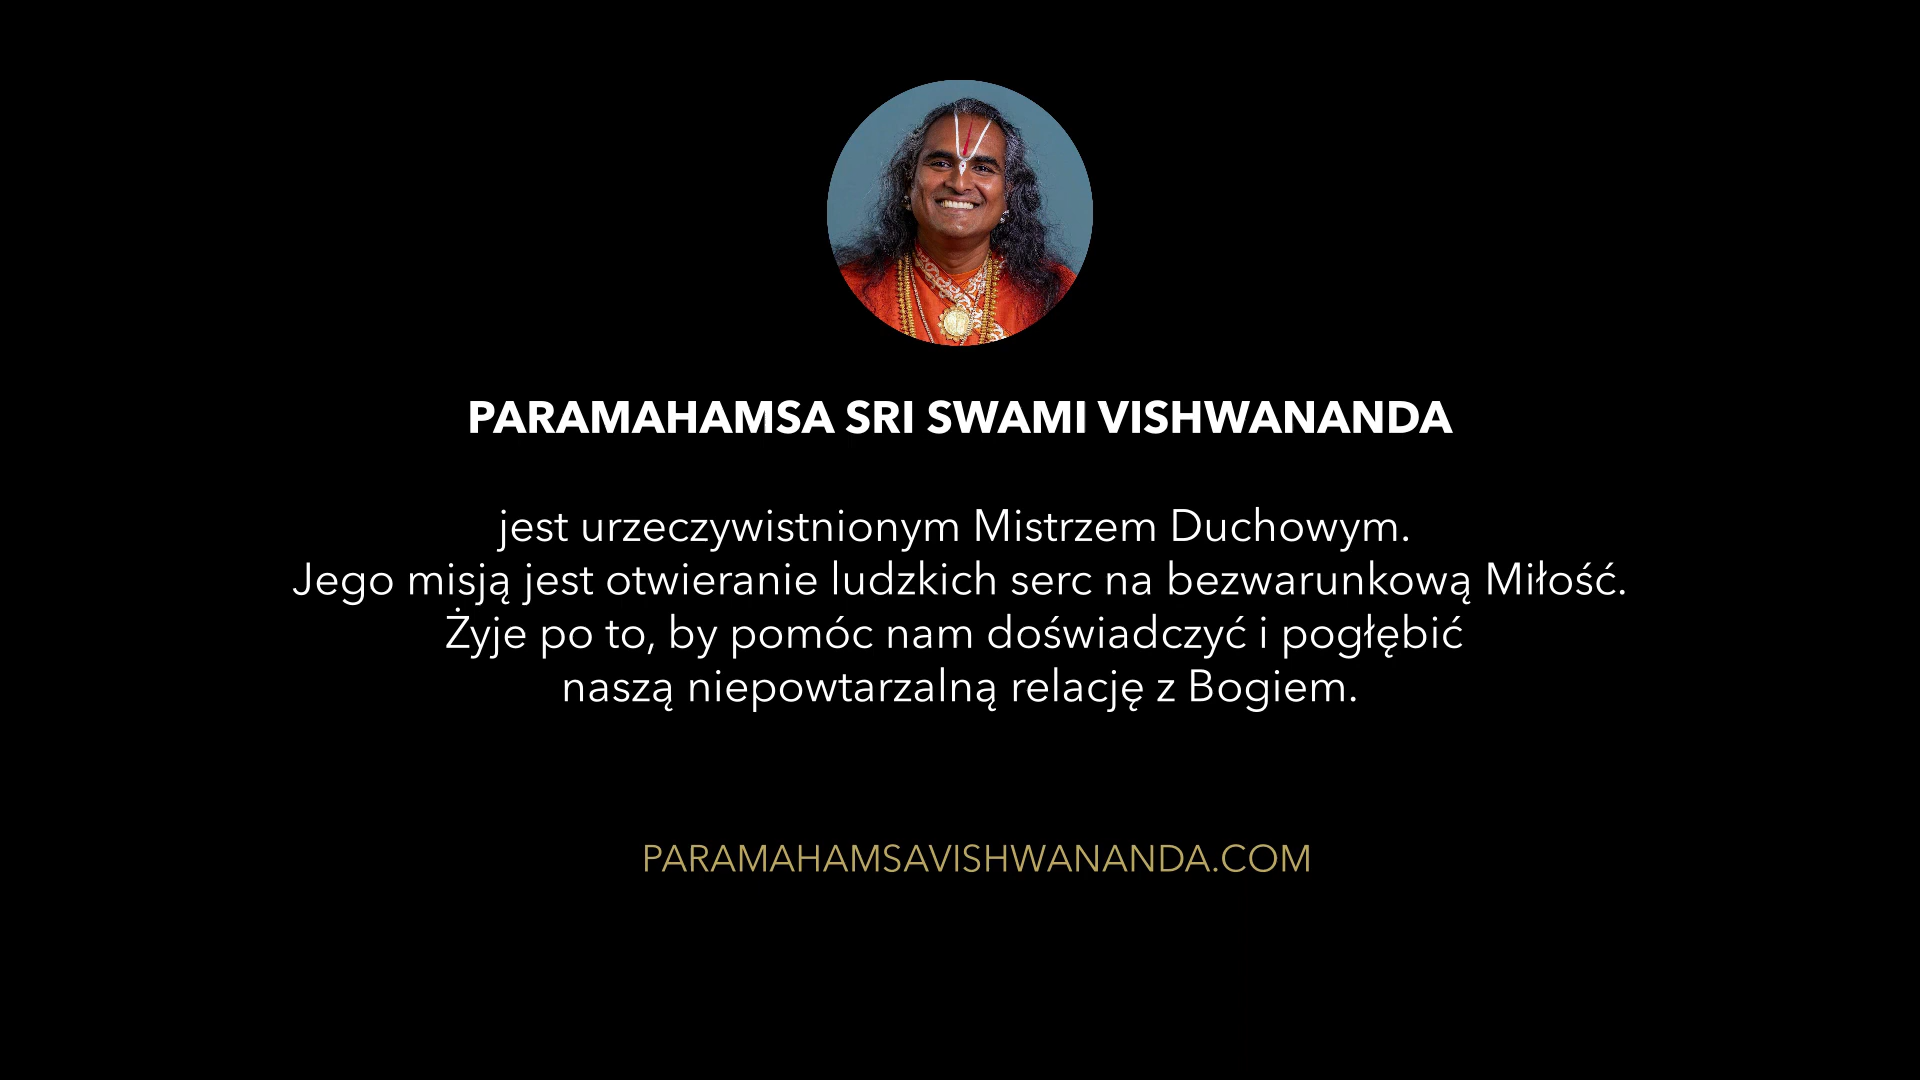 PARAMAHAMSA SRI SWAMI VISHWANANDA
jest urzeczywistnionym Mistrzem Duchowym.
Jego misją jest otwieranie ludzkich serc na bezwarunkową Miłość.
Żyje po to, by pomóc nam doświadczyć i pogłębić
naszą niepowtarzalną relację z Bogiem.
PARAMAHAMSAVISHWANANDA.COM